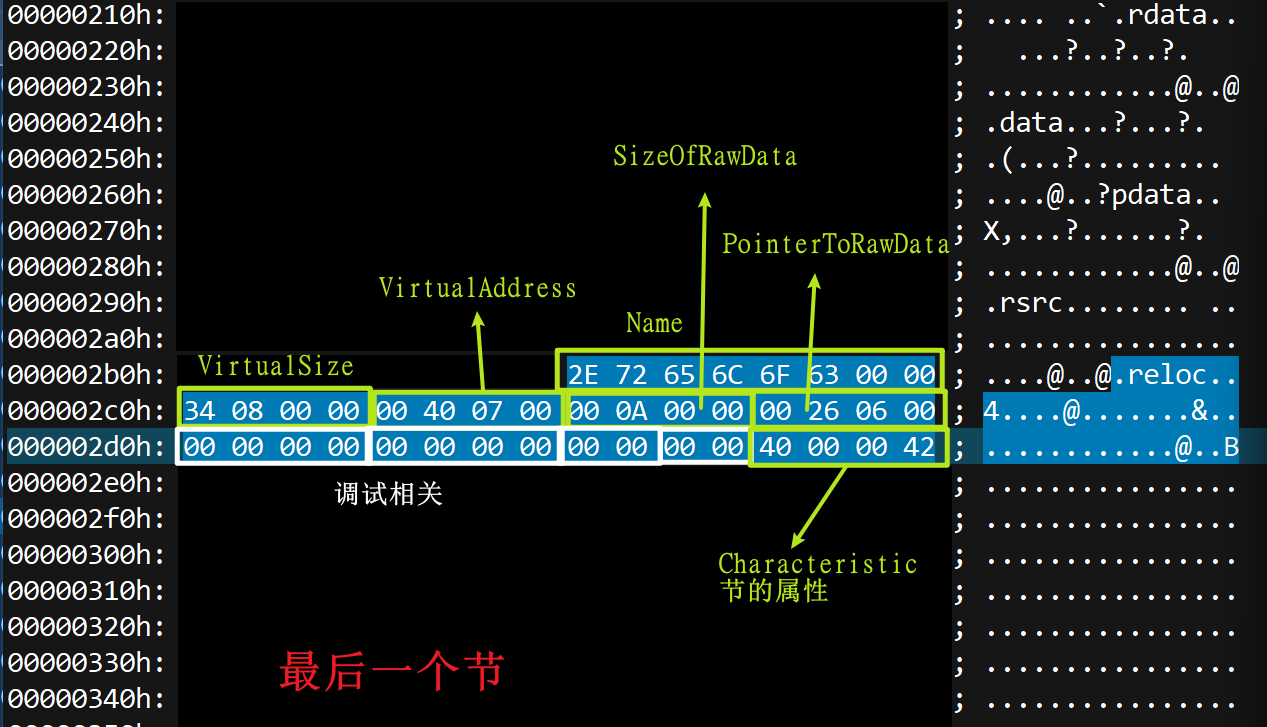 00000210h: ; .... ..`.rdata..
00000220h: ; ...?..?..?.
00000230h: ; ............@..@
00000240h: ; .data...?...?.
00000250h: ; .(...?.........
00000260h: ; ....@..?pdata..
00000270h: ; X,...?......?.
00000280h: ; ............@..@
00000290h: ; .rsrc........ ..
000002a0h: ; ................
000002b0h: 2E 72 65 6C 6F 63 00 00 ; ....@..@.reloc..
000002c0h: 34 08 00 00 00 40 07 00 00 0A 00 00 00 26 06 00 ; 4....@.......&..
000002d0h: 00 00 00 00 00 00 00 00 00 00 00 00 40 00 00 42 ; ............@..B
000002e0h: ; ................
000002f0h: ; ................
00000300h: ; ................
00000310h: ; ................
00000320h: ; ................
00000330h: ; ................
00000340h: ; ................
SizeOfRawData
PointerToRawData
VirtualAddress
Name
VirtualSize
调试相关
Characteristic
节的属性
最后一个节